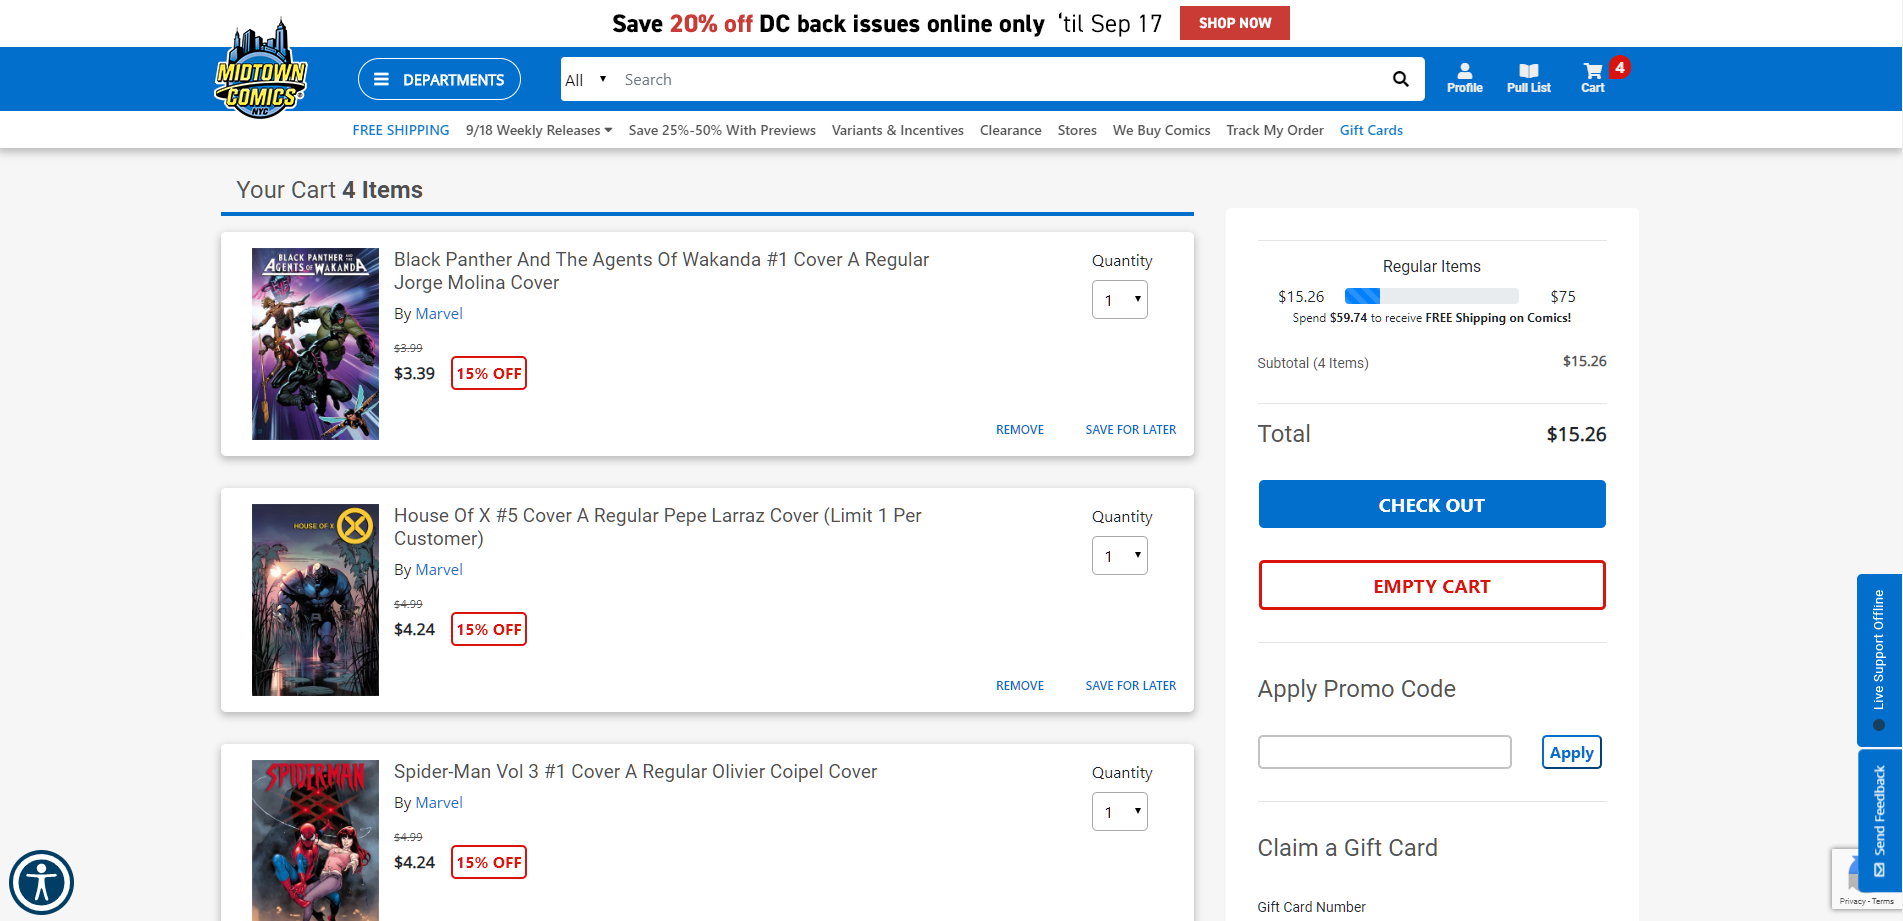 Save 20% off DC back issues online only 'til Sep 17 SHOP NOW
MIDTOWN
COMICS
NYC
DEPARTMENTS
All
Search
Profile
Pull List
Cart
4
FREE SHIPPING
9/18 Weekly Releases
Save 25%-50% With Previews
Variants & Incentives
Clearance
Stores
We Buy Comics
Track My Order
Gift Cards
Your Cart 4 Items
BLACK PANTHER AND THE
AGENTS OF WAKANDA
Black Panther And The Agents Of Wakanda #1 Cover A Regular
Jorge Molina Cover
By Marvel
$3.99
$3.39 15% OFF
Quantity
1
REMOVE SAVE FOR LATER
HOUSE OF X
House Of X #5 Cover A Regular Pepe Larraz Cover (Limit 1 Per
Customer)
By Marvel
$4.99
$4.24 15% OFF
Quantity
1
REMOVE SAVE FOR LATER
SPIDER-MAN
Spider-Man Vol 3 #1 Cover A Regular Olivier Coipel Cover
By Marvel
$4.99
$4.24 15% OFF
Quantity
1
Regular Items
$15.26 $75
Spend $59.74 to receive FREE Shipping on Comics!
Subtotal (4 Items) $15.26
Total $15.26
CHECK OUT
EMPTY CART
Apply Promo Code
Apply
Claim a Gift Card
Gift Card Number
Live Support Offline
Send Feedback
Privacy - Terms